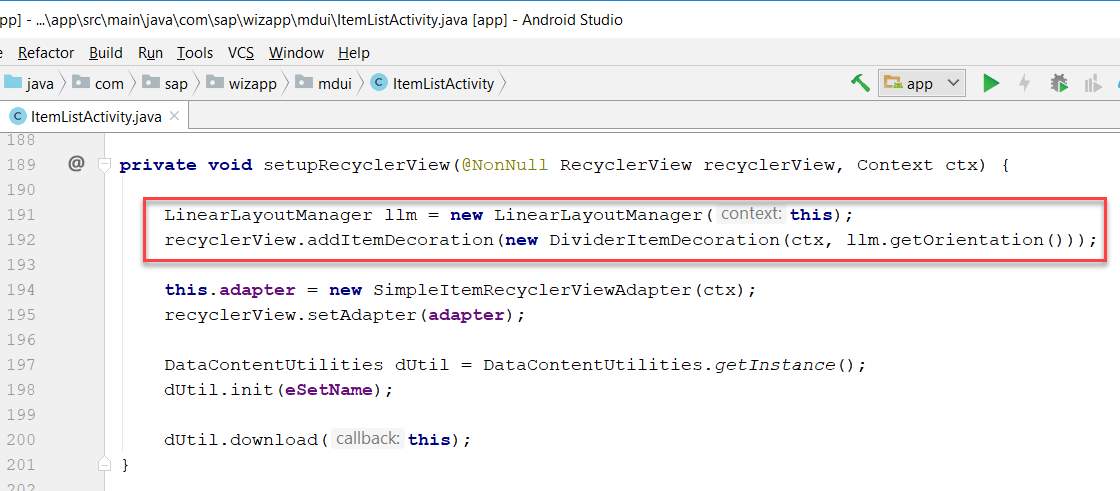 pp] - ...\app\src\main\java\com\sap\wizapp\mdui\ItemListActivity.java [app] - Android Studio
e Refactor Build Run Tools VCS Window Help
java com sap wizapp mdui C ItemListActivity app
C ItemListActivity.java ×
188
189 @ private void setupRecyclerView(@NonNull RecyclerView recyclerView, Context ctx) {
190
191 LinearLayoutManager llm = new LinearLayoutManager( context: this);
192 recyclerView.addItemDecoration(new DividerItemDecoration(ctx, llm.getOrientation()));
193
194 this.adapter = new SimpleItemRecyclerViewAdapter(ctx);
195 recyclerView.setAdapter(adapter);
196
197 DataContentUtilities dUtil = DataContentUtilities.getInstance();
198 dUtil.init(eSetName);
199
200 dUtil.download( callback: this);
201 }
202